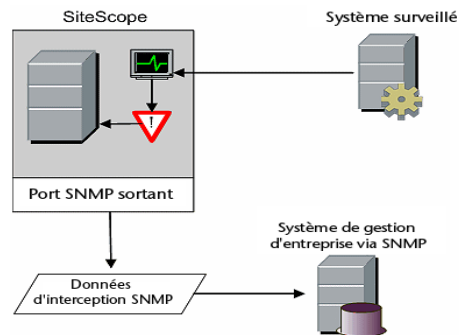 SiteScope
Système surveillé
!
Port SNMP sortant
Système de gestion
d'entreprise via SNMP
Données
d'interception SNMP